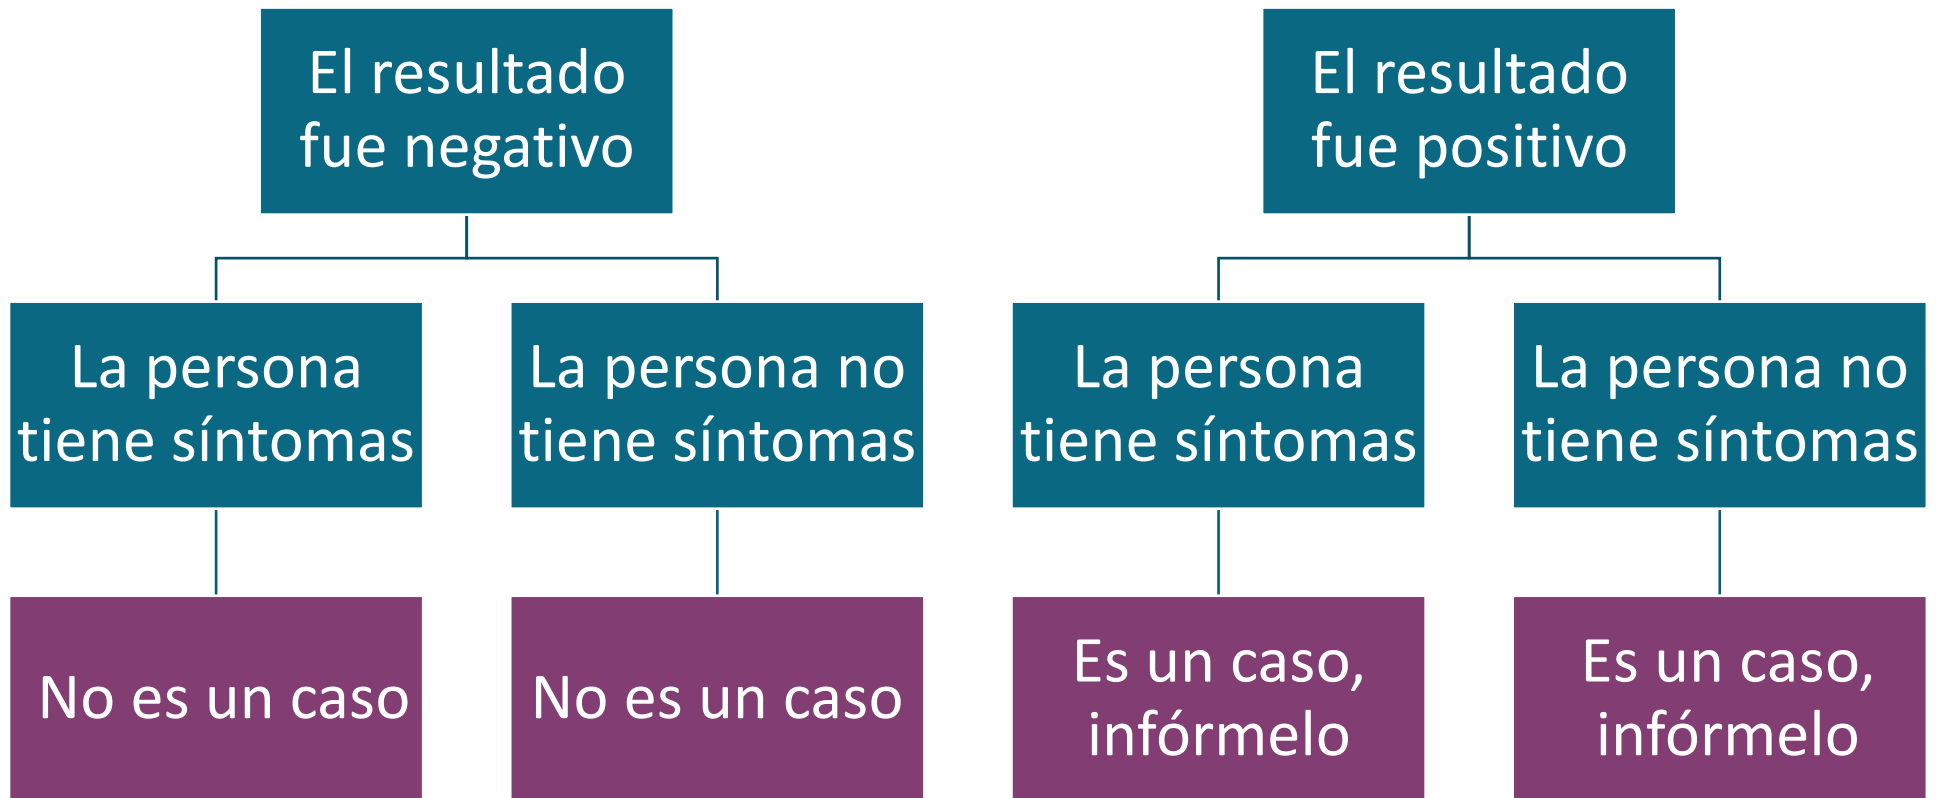 El resultado
fue negativo
El resultado
fue positivo
La persona
tiene síntomas
La persona no
tiene síntomas
La persona
tiene síntomas
La persona no
tiene síntomas
No es un caso
No es un caso
Es un caso,
infórmelo
Es un caso,
infórmelo